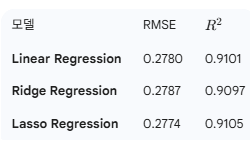 모델 RMSE R²
Linear Regression 0.2780 0.9101
Ridge Regression 0.2787 0.9097
Lasso Regression 0.2774 0.9105